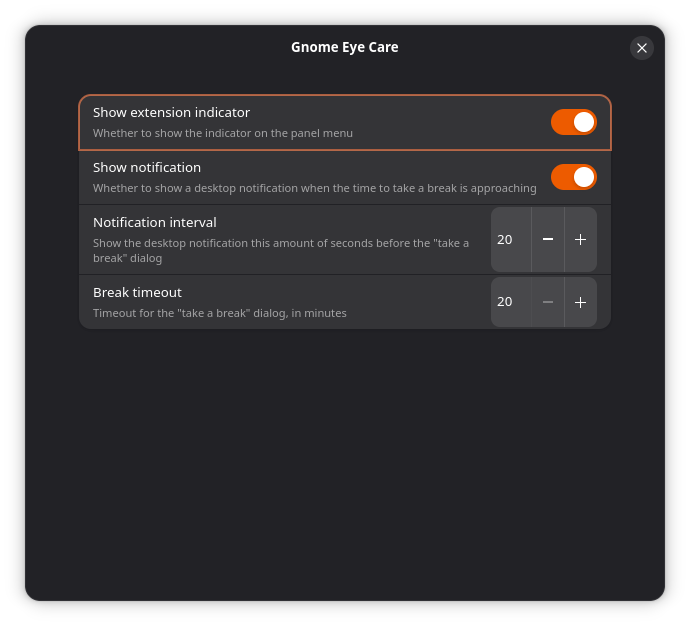 Gnome Eye Care
Show extension indicator
Whether to show the indicator on the panel menu
Show notification
Whether to show a desktop notification when the time to take a break is approaching
Notification interval
Show the desktop notification this amount of seconds before the "take a
break" dialog
20
Break timeout
Timeout for the "take a break" dialog, in minutes
20